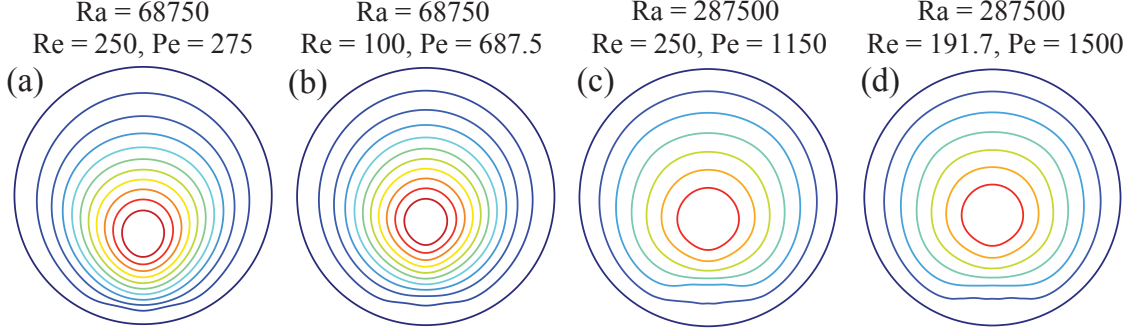 Ra = 68750
Re = 250, Pe = 275
(a)
Ra = 68750
Re = 100, Pe = 687.5
(b)
Ra = 287500
Re = 250, Pe = 1150
(c)
Ra = 287500
Re = 191.7, Pe = 1500
(d)